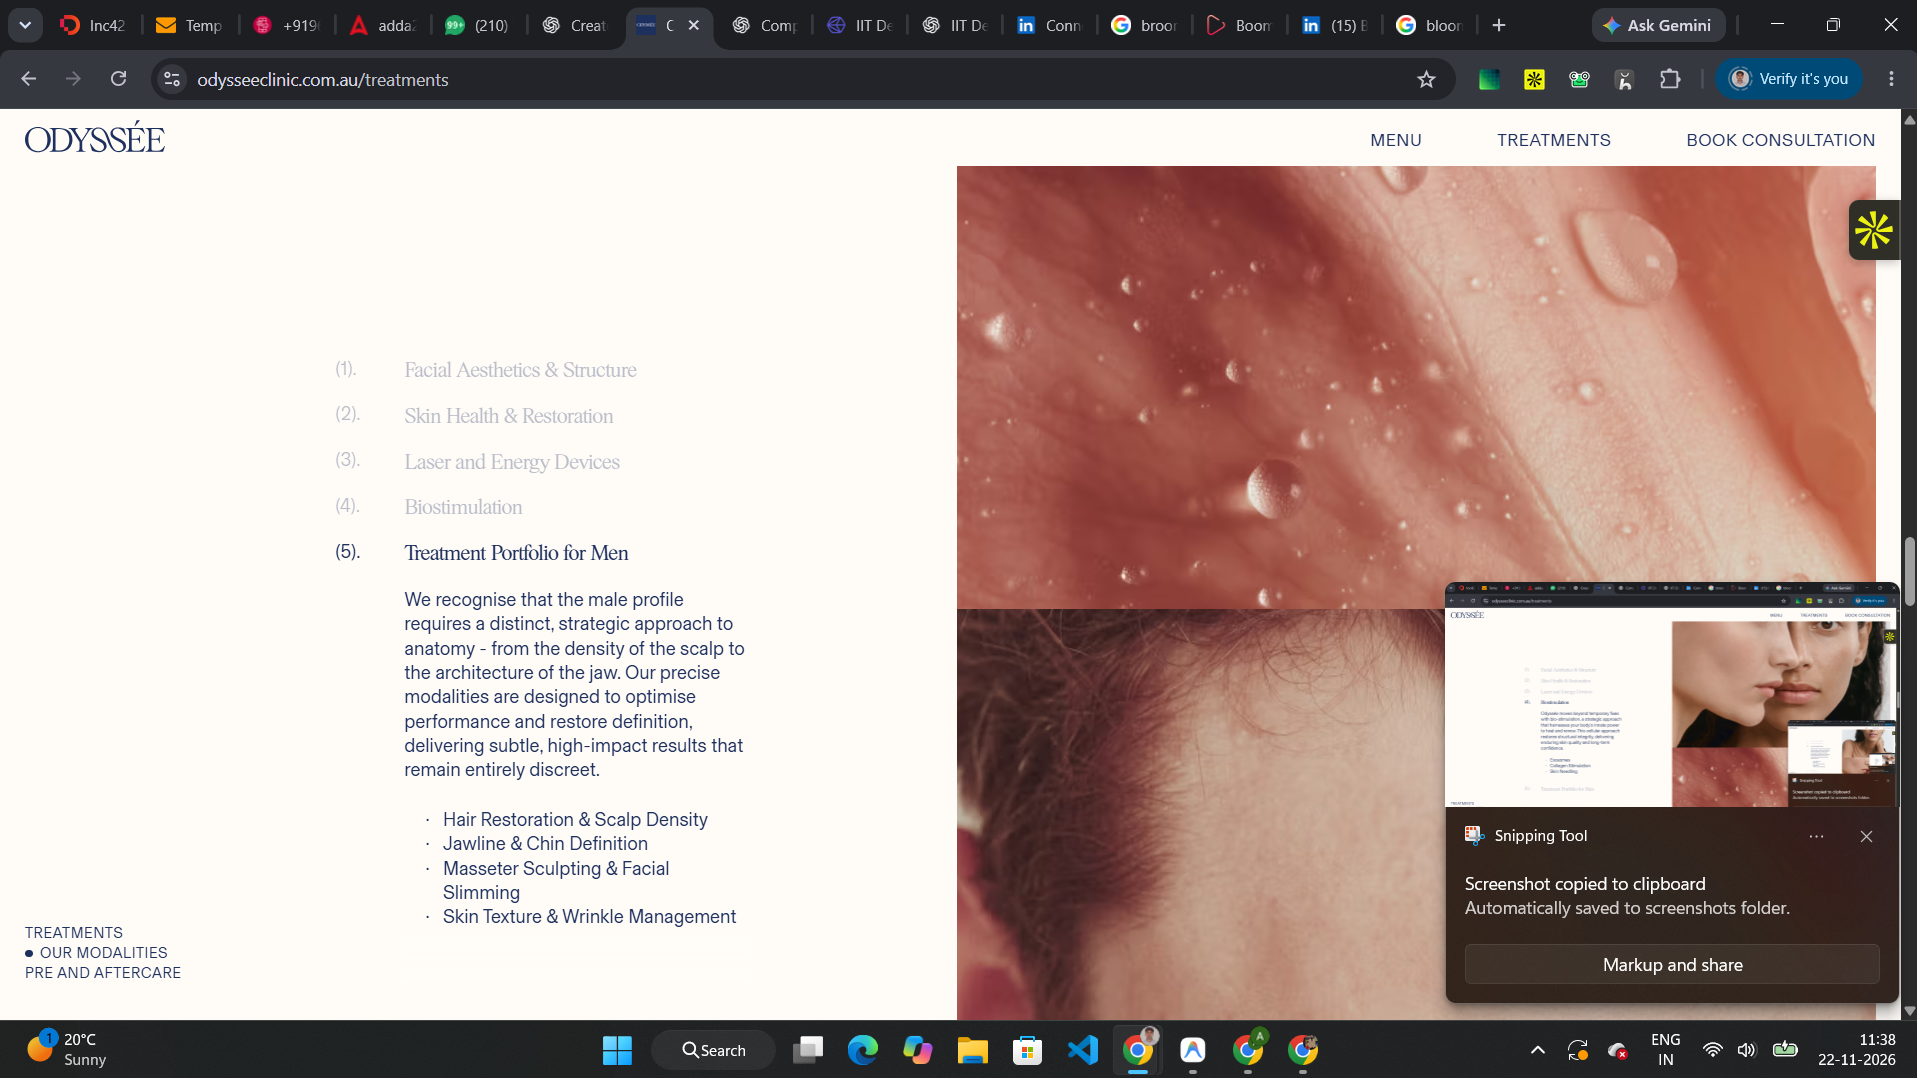 Inc42
Temp
+919
adda2
(210)
Create
C
Comp
IIT De
IIT De
Conn
broor
Boom
(15) B
bloon
Ask Gemini
odysseeclinic.com.au/treatments
Verify it's you
ODYSSÉE
MENU
TREATMENTS
BOOK CONSULTATION
(1). Facial Aesthetics & Structure
(2). Skin Health & Restoration
(3). Laser and Energy Devices
(4). Biostimulation
(5). Treatment Portfolio for Men
We recognise that the male profile
requires a distinct, strategic approach to
anatomy - from the density of the scalp to
the architecture of the jaw. Our precise
modalities are designed to optimise
performance and restore definition,
delivering subtle, high-impact results that
remain entirely discreet.
· Hair Restoration & Scalp Density
· Jawline & Chin Definition
· Masseter Sculpting & Facial
Slimming
· Skin Texture & Wrinkle Management
TREATMENTS
● OUR MODALITIES
PRE AND AFTERCARE
Snipping Tool
Screenshot copied to clipboard
Automatically saved to screenshots folder.
Markup and share
1
20°C
Sunny
Search
A
ENG
IN
11:38
22-11-2026